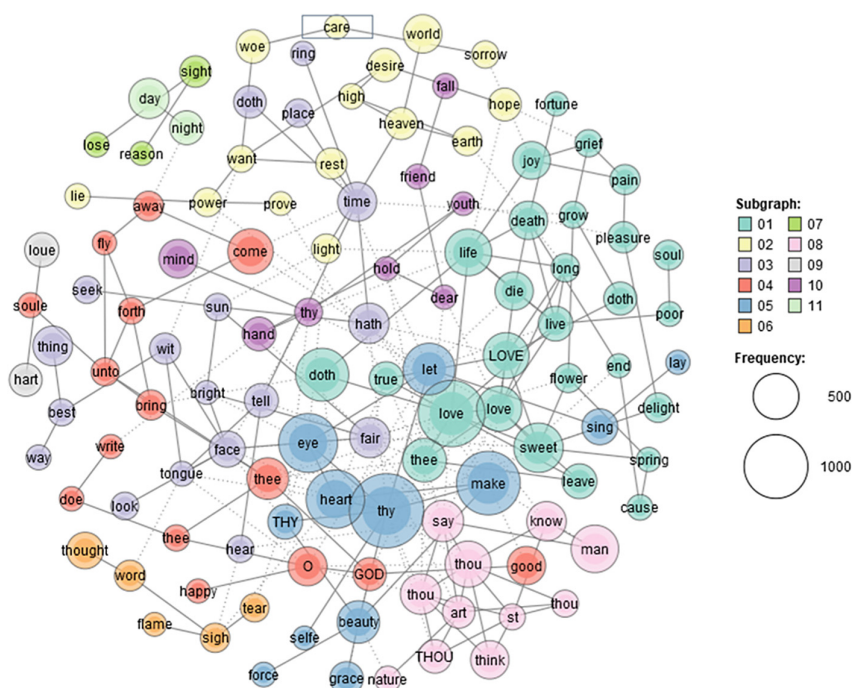 care
world
woe
ring
sorrow
desire
sight
fall
day
high
doth
hope
fortune
place
heaven
night
earth
grief
lose
reason
want
rest
joy
friend
pain
lie
away
power
prove
time
youth
death
grow
pleasure
fly
come
light
loue
mind
life
soul
hold
long
seek
dear
die
doth
soule
forth
sun
thy
poor
hath
live
hand
thing
wit
LOVE
let
lay
unto
doth
true
end
hart
flower
bring
bright
tell
best
love
love
delight
sing
write
face
eye
fair
sweet
way
thee
spring
tongue
thee
leave
make
doe
look
heart
cause
thy
THY
say
know
thee
thought
hear
man
word
O
GOD
thou
good
happy
thou
tear
art
st
thou
flame
beauty
sigh
selfe
THOU
think
force
grace
nature
Subgraph:
01 07
02 08
03 09
04 10
05 11
06
Frequency:
500
1000